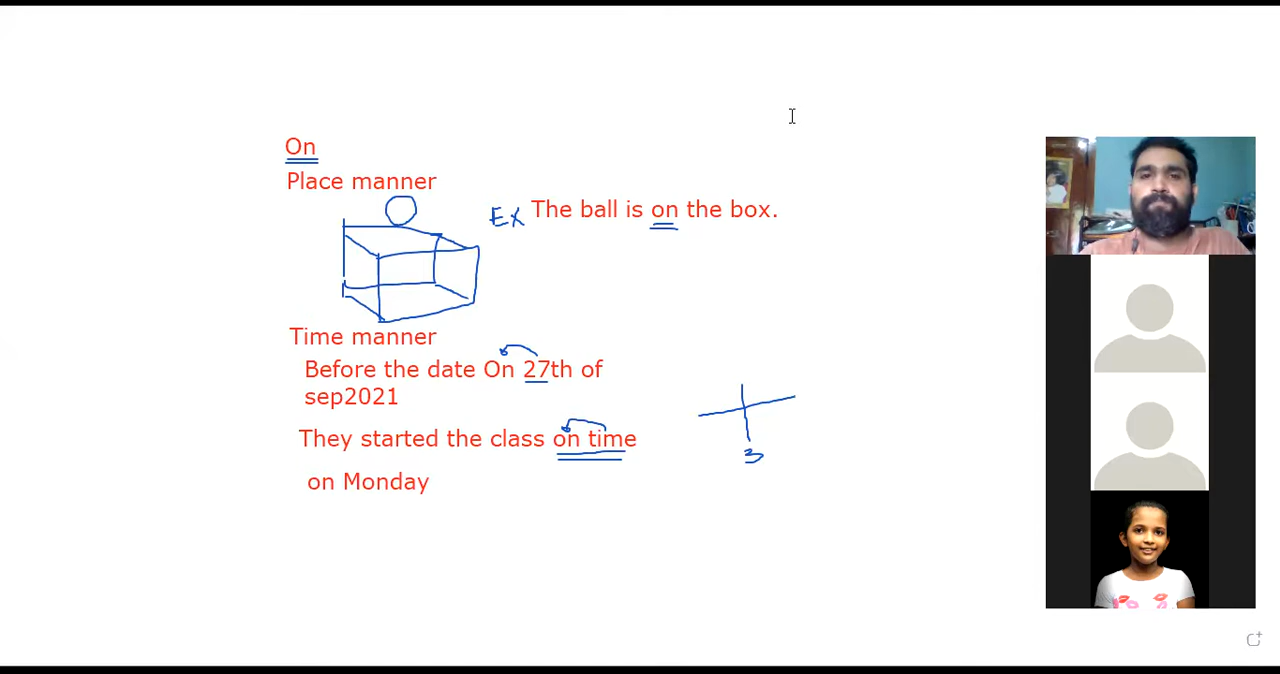 On
Place manner
Ex The ball is on the box.
Time manner
Before the date On 27th of
sep2021
They started the class on time
3
on Monday